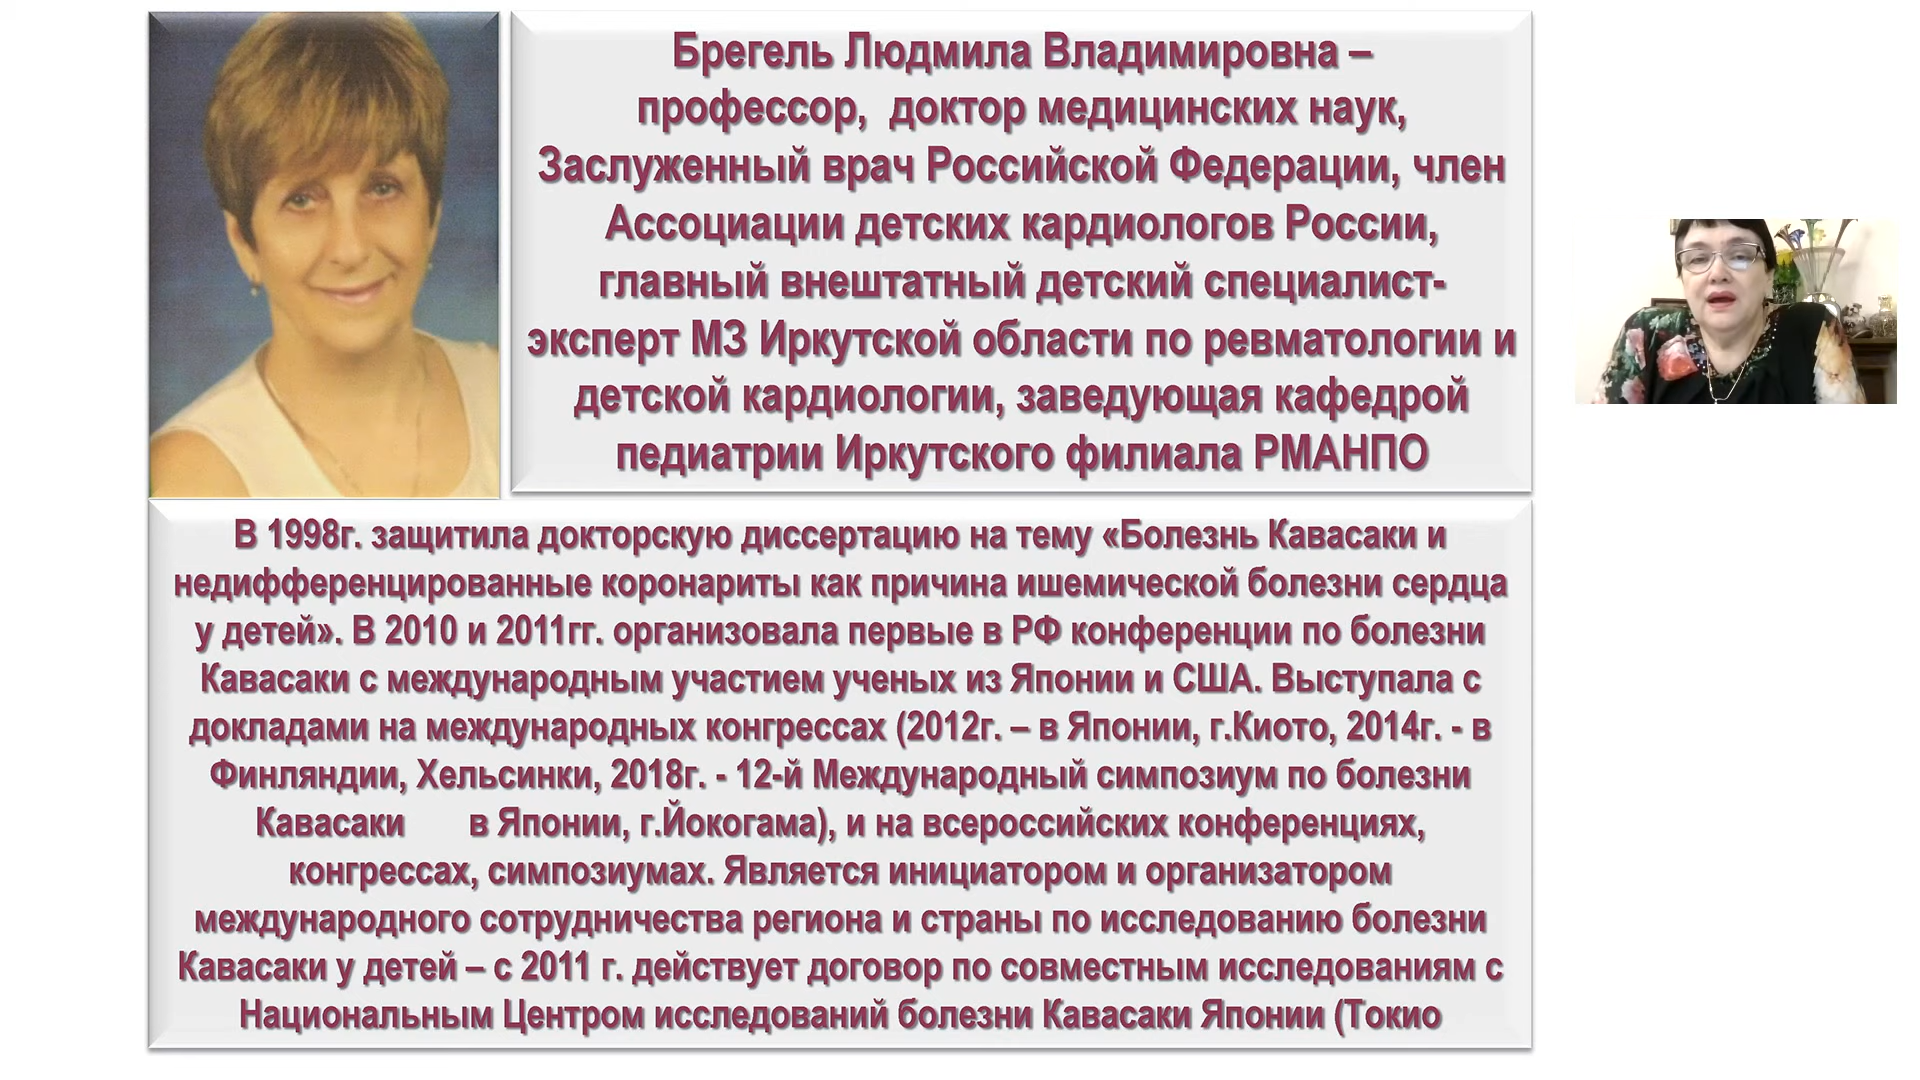 Брегель Людмила Владимировна –
профессор,  доктор медицинских наук,
Заслуженный врач Российской Федерации, член
Ассоциации детских кардиологов России,
главный внештатный детский специалист-
эксперт МЗ Иркутской области по ревматологии и
детской кардиологии, заведующая кафедрой
педиатрии Иркутского филиала РМАНПО
В 1998г. защитила докторскую диссертацию на тему «Болезнь Кавасаки и
недифференцированные коронариты как причина ишемической болезни сердца
у детей». В 2010 и 2011гг. организовала первые в РФ конференции по болезни
Кавасаки с международным участием ученых из Японии и США. Выступала с
докладами на международных конгрессах (2012г. – в Японии, г.Киото, 2014г. - в
Финляндии, Хельсинки, 2018г. - 12-й Международный симпозиум по болезни
Кавасаки       в Японии, г.Йокогама), и на всероссийских конференциях,
конгрессах, симпозиумах. Является инициатором и организатором
международного сотрудничества региона и страны по исследованию болезни
Кавасаки у детей – с 2011 г. действует договор по совместным исследованиям с
Национальным Центром исследований болезни Кавасаки Японии (Токио